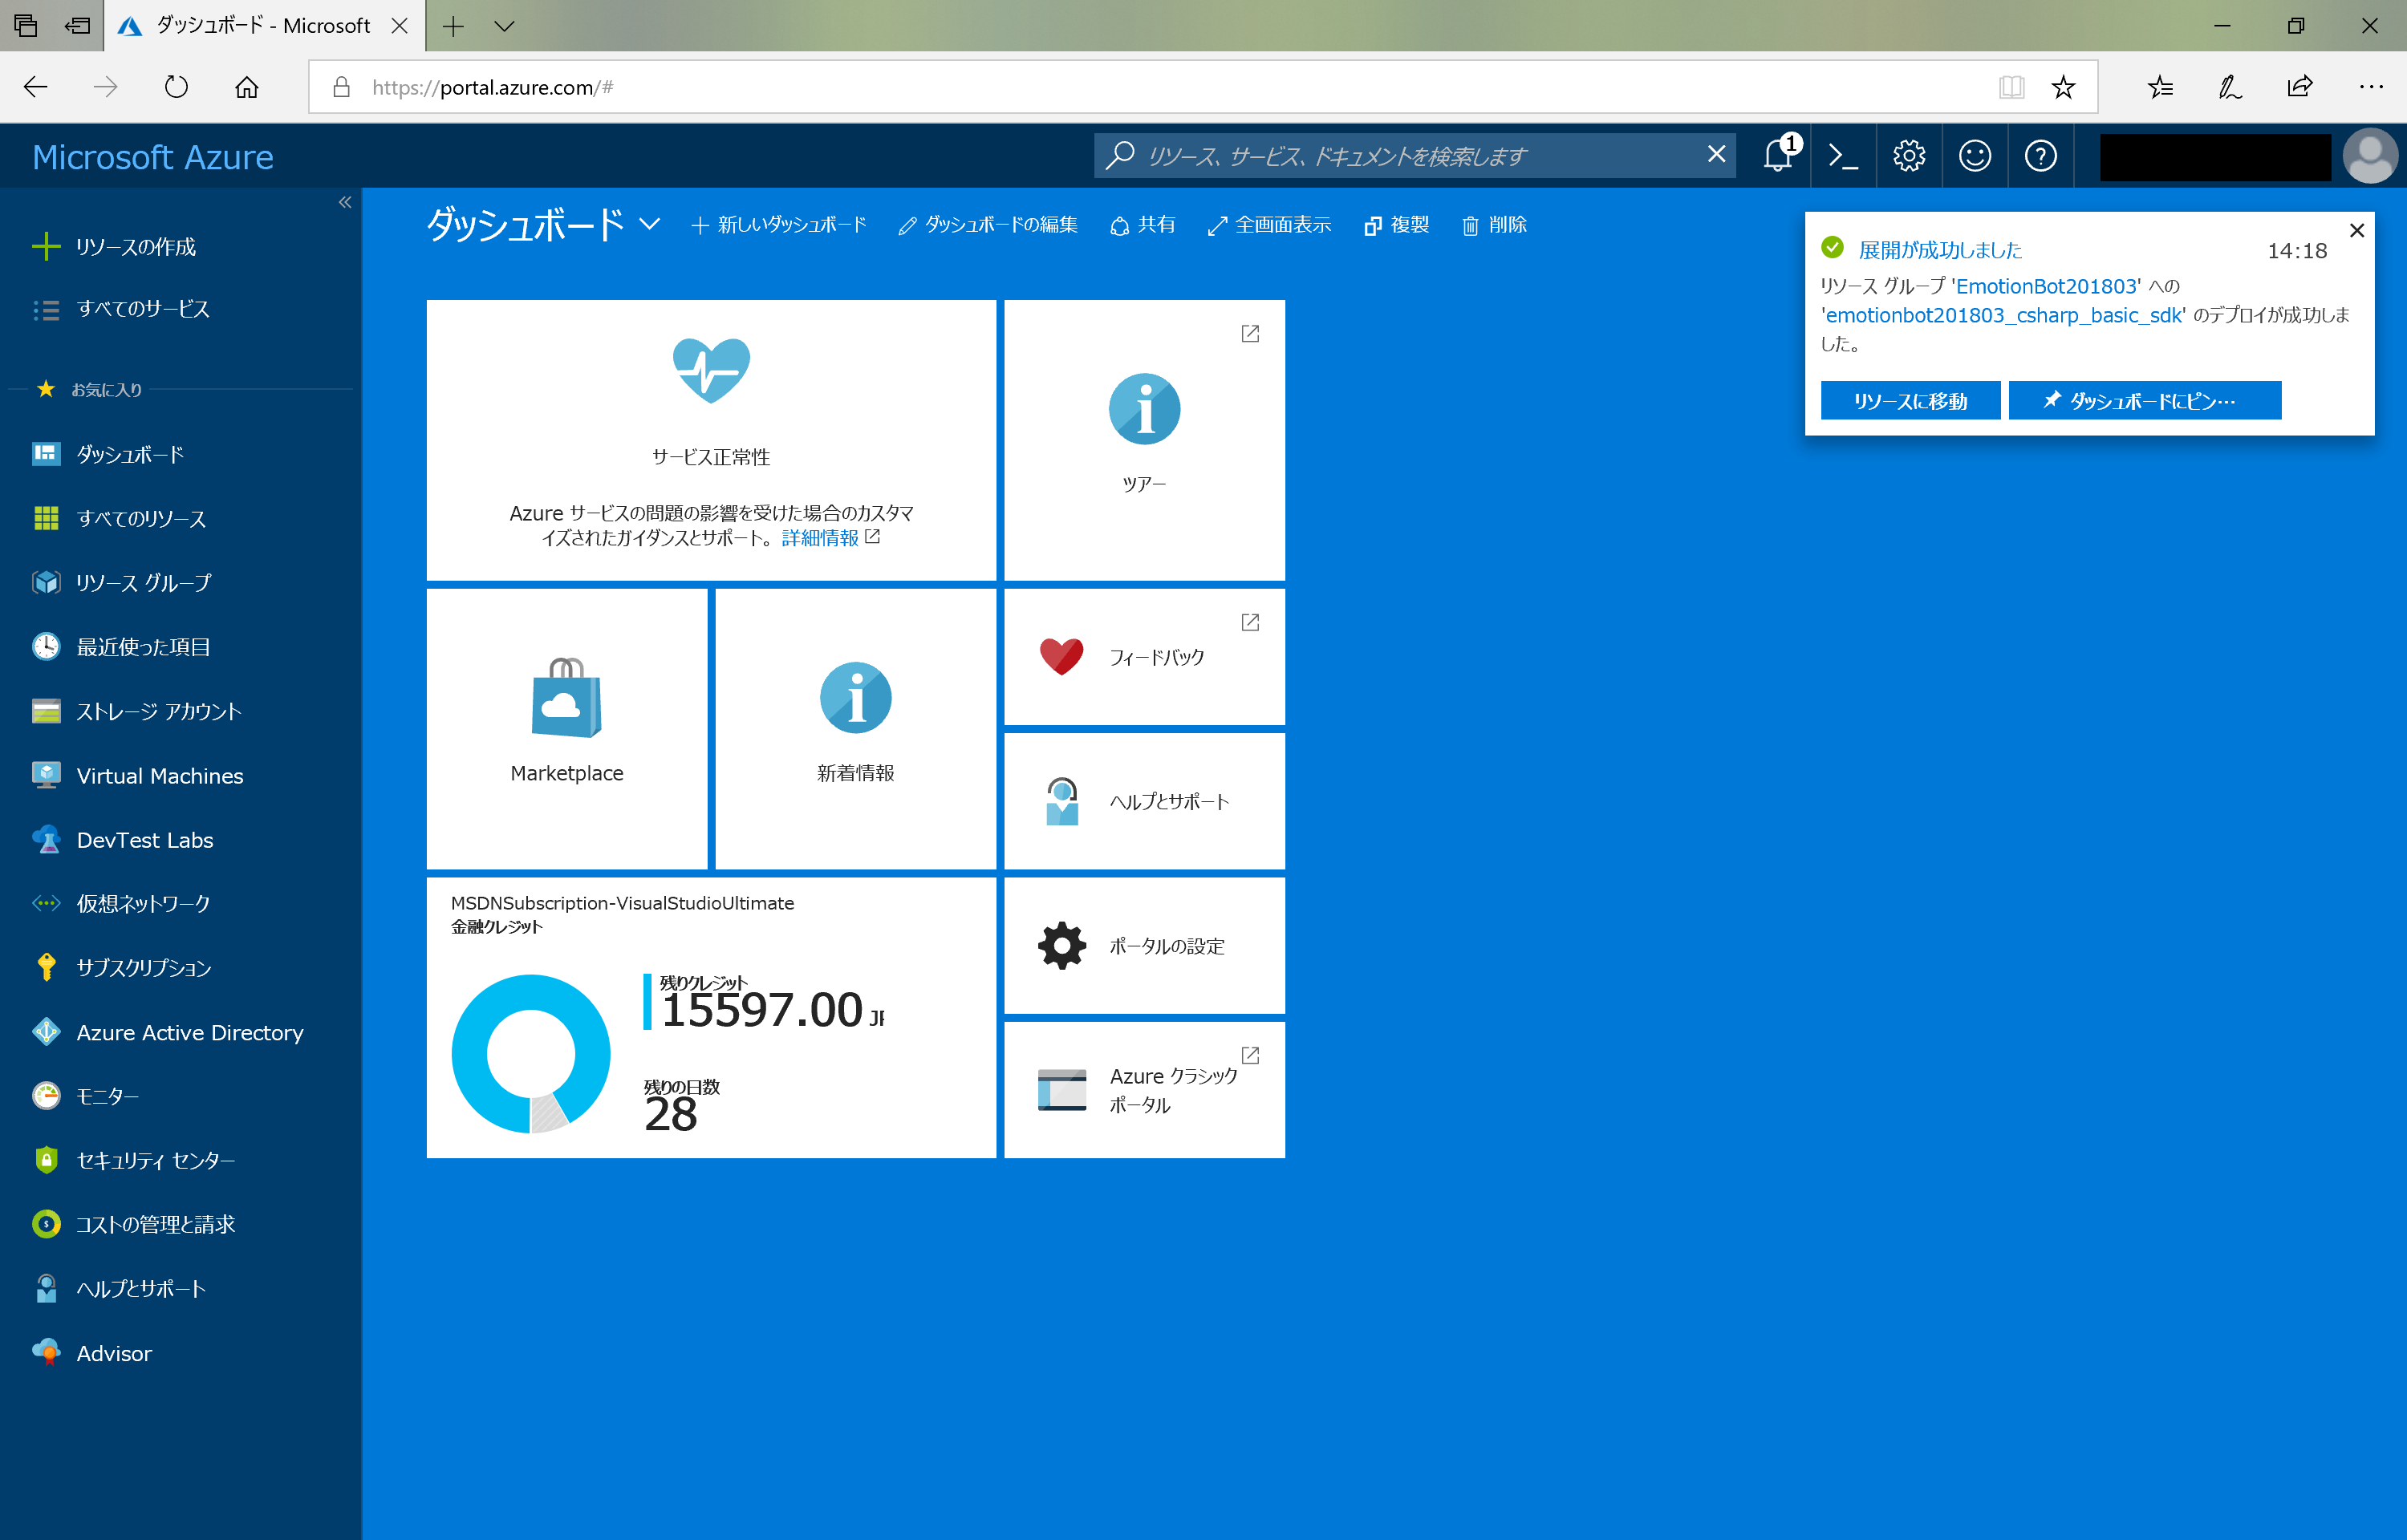 ダッシュボード - Microsoft
https://portal.azure.com/#
Microsoft Azure
リソース、サービス、ドキュメントを検索します
1
リソースの作成
すべてのサービス
お気に入り
ダッシュボード
すべてのリソース
リソース グループ
最近使った項目
ストレージ アカウント
Virtual Machines
DevTest Labs
仮想ネットワーク
サブスクリプション
Azure Active Directory
モニター
セキュリティ センター
コストの管理と請求
ヘルプとサポート
Advisor
ダッシュボード
新しいダッシュボード
ダッシュボードの編集
共有
全画面表示
複製
削除
展開が成功しました 14:18
リソース グループ 'EmotionBot201803' への
'emotionbot201803_csharp_basic_sdk' のデプロイが成功しま
した。
リソースに移動
ダッシュボードにピン…
サービス正常性
Azure サービスの問題の影響を受けた場合のカスタマ
イズされたガイダンスとサポート。詳細情報
ツアー
Marketplace
新着情報
フィードバック
ヘルプとサポート
MSDNSubscription-VisualStudioUltimate
金融クレジット
残りクレジット
15597.00
残りの日数
28
ポータルの設定
Azure クラシック
ポータル